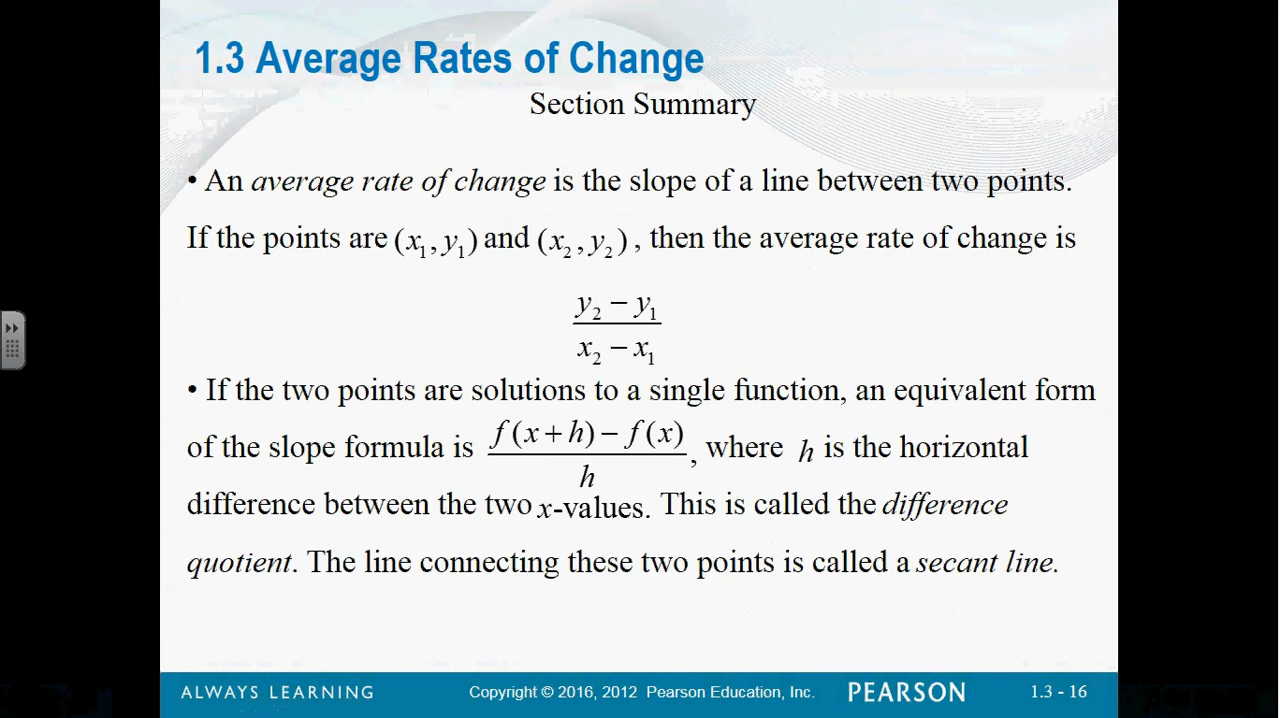 1.3 Average Rates of Change
Section Summary
• An average rate of change is the slope of a line between two points.
If the points are (x₁, y₁) and (x₂, y₂), then the average rate of change is
y₂ − y₁
x₂ − x₁
• If the two points are solutions to a single function, an equivalent form
of the slope formula is f(x + h) − f(x) / h, where h is the horizontal
difference between the two x-values. This is called the difference
quotient. The line connecting these two points is called a secant line.
ALWAYS LEARNING Copyright © 2016, 2012 Pearson Education, Inc. PEARSON 1.3 - 16